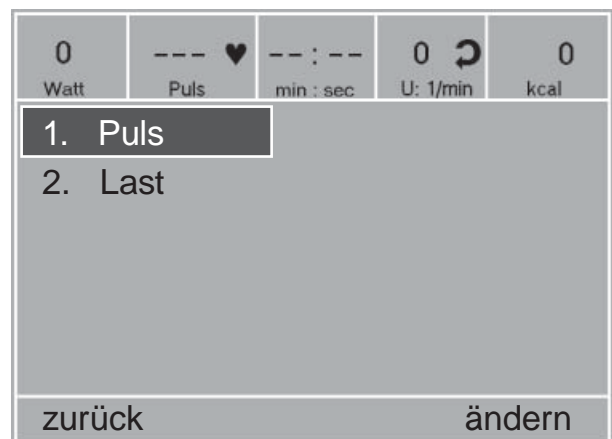 0 --- ♥ --:-- 0 0
Watt Puls min : sec U: 1/min kcal
1. Puls
2. Last
zurück ändern